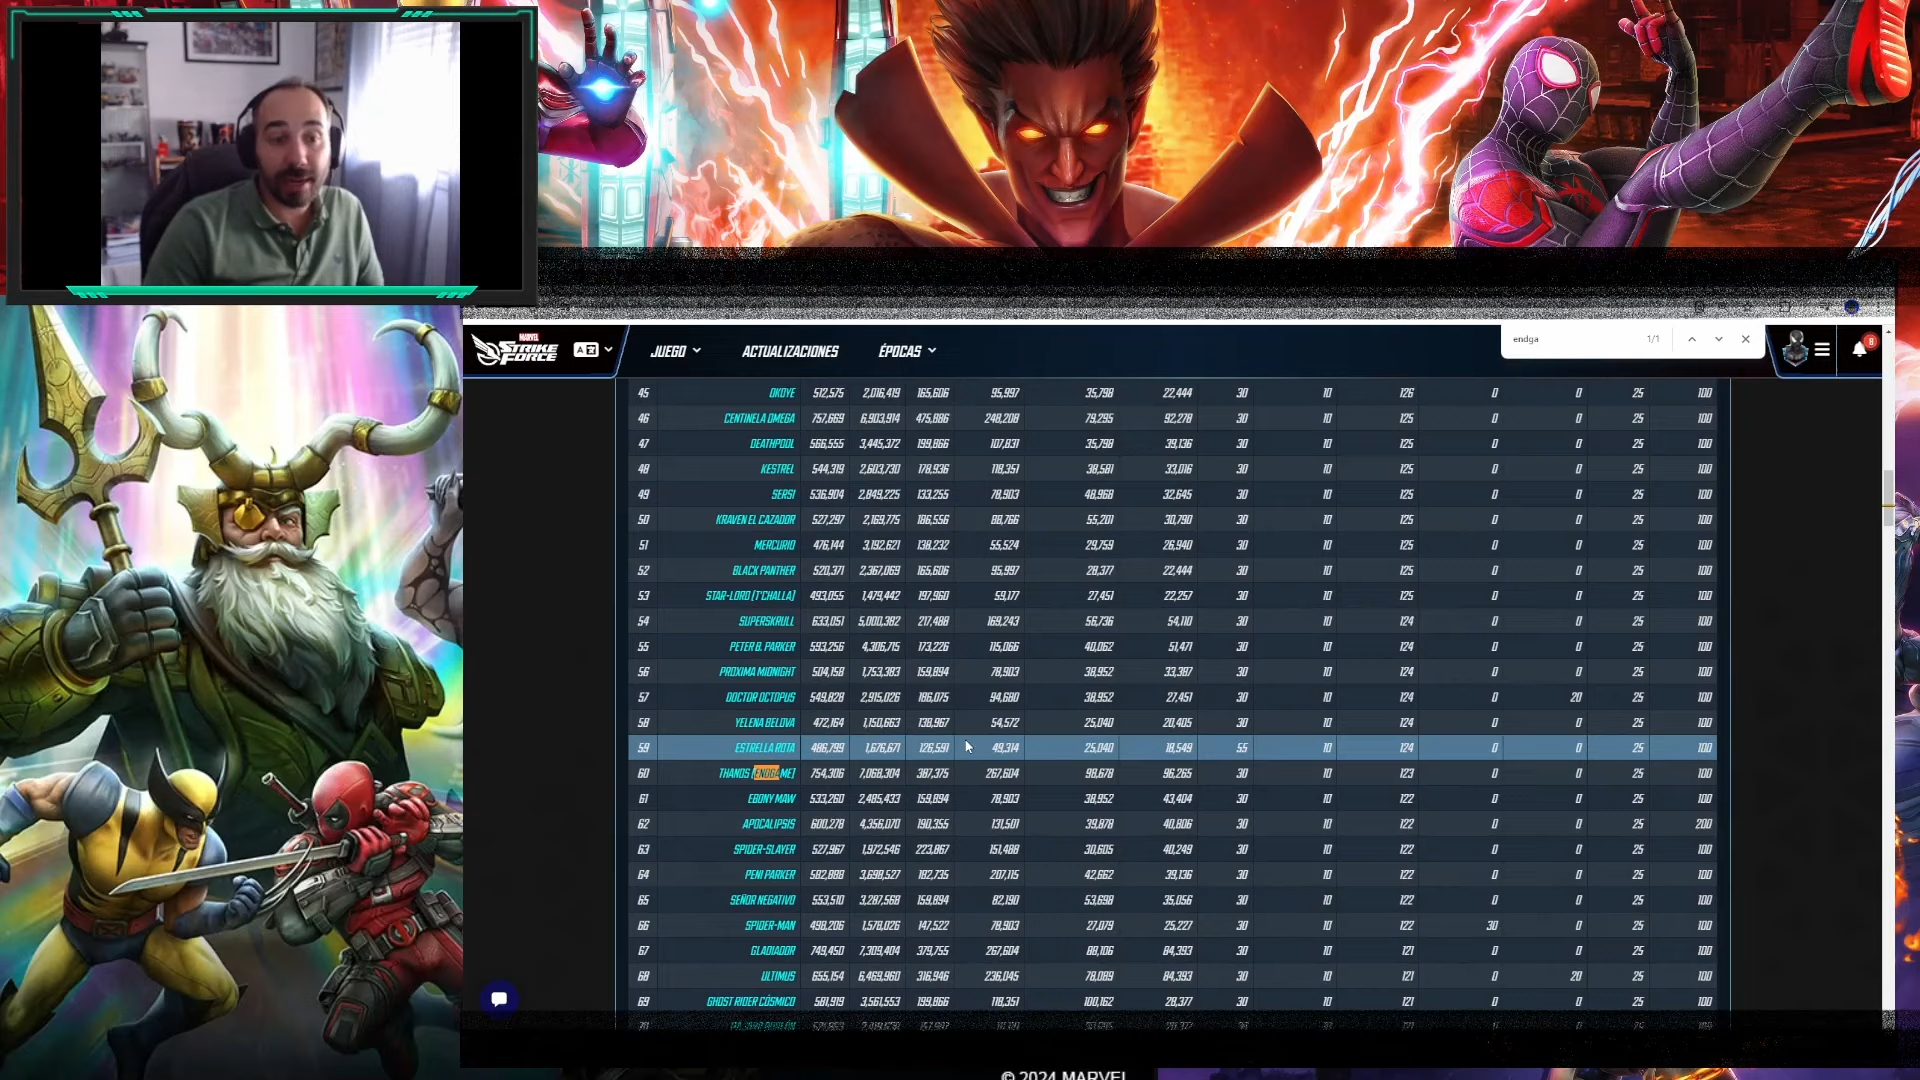 MARVEL
STRIKE FORCE
JUEGO
ACTUALIZACIONES
ÉPOCAS
endga
1/1
8
45 OKOYE 512,575 2,016,419 165,606 95,997 35,798 22,444 30 10 126 0 0 25 100
46 CENTINELA OMEGA 757,669 6,903,914 475,886 248,208 79,295 92,278 30 10 125 0 0 25 100
47 DEATHPOOL 566,555 3,445,372 199,866 107,831 35,798 39,136 30 10 125 0 0 25 100
48 KESTREL 544,319 2,603,730 178,936 118,351 38,581 33,016 30 10 125 0 0 25 100
49 SERSI 536,904 2,849,225 133,255 78,903 48,968 32,645 30 10 125 0 0 25 100
50 KRAVEN EL CAZADOR 527,297 2,169,775 186,556 88,766 55,201 30,790 30 10 125 0 0 25 100
51 MERCURIO 476,144 3,192,621 138,232 55,524 29,759 26,940 30 10 125 0 0 25 100
52 BLACK PANTHER 520,371 2,367,069 165,606 95,997 28,377 22,444 30 10 125 0 0 25 100
53 STAR-LORD [T'CHALLA] 493,055 1,479,442 197,960 59,177 27,451 22,257 30 10 125 0 0 25 100
54 SUPERSKRULL 633,051 5,000,382 217,488 169,243 56,736 54,110 30 10 124 0 0 25 100
55 PETER B. PARKER 593,256 4,306,715 173,226 115,066 40,062 51,471 30 10 124 0 0 25 100
56 PROXIMA MIDNIGHT 504,158 1,753,383 159,894 78,903 38,952 33,387 30 10 124 0 0 25 100
57 DOCTOR OCTOPUS 549,828 2,915,026 186,075 94,680 38,952 27,451 30 10 124 0 20 25 100
58 YELENA BELOVA 472,164 1,150,663 138,967 54,572 25,040 20,405 30 10 124 0 0 25 100
59 ESTRELLA ROTA 486,799 1,676,671 126,591 49,314 25,040 18,549 55 10 124 0 0 25 100
60 THANOS [ENDGAME] 754,306 7,068,304 387,375 267,604 98,678 96,265 30 10 123 0 0 25 100
61 EBONY MAW 533,260 2,485,433 159,894 78,903 38,952 43,404 30 10 122 0 0 25 100
62 APOCALIPSIS 600,278 4,356,070 190,355 131,501 39,878 40,806 30 10 122 0 0 25 200
63 SPIDER-SLAYER 527,967 1,972,546 223,867 151,488 30,605 40,249 30 10 122 0 0 25 100
64 PENI PARKER 582,888 3,698,527 182,735 207,115 42,662 39,136 30 10 122 0 0 25 100
65 SEÑOR NEGATIVO 553,510 3,287,568 159,894 82,190 53,698 35,056 30 10 122 0 0 25 100
66 SPIDER-MAN 498,206 1,578,026 147,522 78,903 27,079 25,227 30 10 122 30 0 25 100
67 GLADIADOR 749,450 7,309,404 379,755 267,604 88,106 84,393 30 10 121 0 0 25 100
68 ULTIMUS 655,154 6,469,960 316,946 236,045 78,089 84,393 30 10 121 0 20 25 100
69 GHOST RIDER CÓSMICO 581,919 3,561,553 199,866 118,351 100,162 28,377 30 10 121 0 0 25 100
© 2024 MARVEL